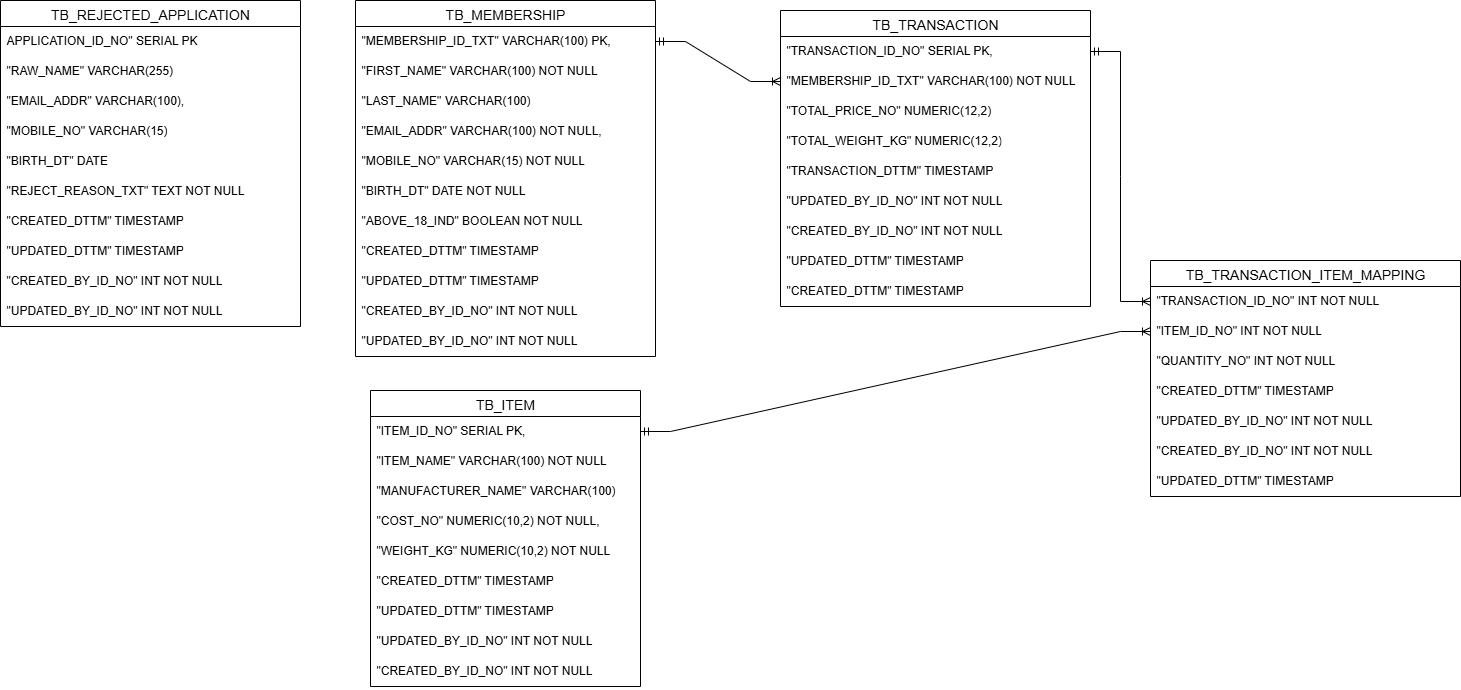 TB_REJECTED_APPLICATION
APPLICATION_ID_NO" SERIAL PK
"RAW_NAME" VARCHAR(255)
"EMAIL_ADDR" VARCHAR(100),
"MOBILE_NO" VARCHAR(15)
"BIRTH_DT" DATE
"REJECT_REASON_TXT" TEXT NOT NULL
"CREATED_DTTM" TIMESTAMP
"UPDATED_DTTM" TIMESTAMP
"CREATED_BY_ID_NO" INT NOT NULL
"UPDATED_BY_ID_NO" INT NOT NULL
TB_MEMBERSHIP
"MEMBERSHIP_ID_TXT" VARCHAR(100) PK,
"FIRST_NAME" VARCHAR(100) NOT NULL
"LAST_NAME" VARCHAR(100)
"EMAIL_ADDR" VARCHAR(100) NOT NULL,
"MOBILE_NO" VARCHAR(15) NOT NULL
"BIRTH_DT" DATE NOT NULL
"ABOVE_18_IND" BOOLEAN NOT NULL
"CREATED_DTTM" TIMESTAMP
"UPDATED_DTTM" TIMESTAMP
"CREATED_BY_ID_NO" INT NOT NULL
"UPDATED_BY_ID_NO" INT NOT NULL
TB_TRANSACTION
"TRANSACTION_ID_NO" SERIAL PK,
"MEMBERSHIP_ID_TXT" VARCHAR(100) NOT NULL
"TOTAL_PRICE_NO" NUMERIC(12,2)
"TOTAL_WEIGHT_KG" NUMERIC(12,2)
"TRANSACTION_DTTM" TIMESTAMP
"UPDATED_BY_ID_NO" INT NOT NULL
"CREATED_BY_ID_NO" INT NOT NULL
"UPDATED_DTTM" TIMESTAMP
"CREATED_DTTM" TIMESTAMP
TB_TRANSACTION_ITEM_MAPPING
"TRANSACTION_ID_NO" INT NOT NULL
"ITEM_ID_NO" INT NOT NULL
"QUANTITY_NO" INT NOT NULL
"CREATED_DTTM" TIMESTAMP
"UPDATED_BY_ID_NO" INT NOT NULL
"CREATED_BY_ID_NO" INT NOT NULL
"UPDATED_DTTM" TIMESTAMP
TB_ITEM
"ITEM_ID_NO" SERIAL PK,
"ITEM_NAME" VARCHAR(100) NOT NULL
"MANUFACTURER_NAME" VARCHAR(100)
"COST_NO" NUMERIC(10,2) NOT NULL,
"WEIGHT_KG" NUMERIC(10,2) NOT NULL
"CREATED_DTTM" TIMESTAMP
"UPDATED_DTTM" TIMESTAMP
"UPDATED_BY_ID_NO" INT NOT NULL
"CREATED_BY_ID_NO" INT NOT NULL